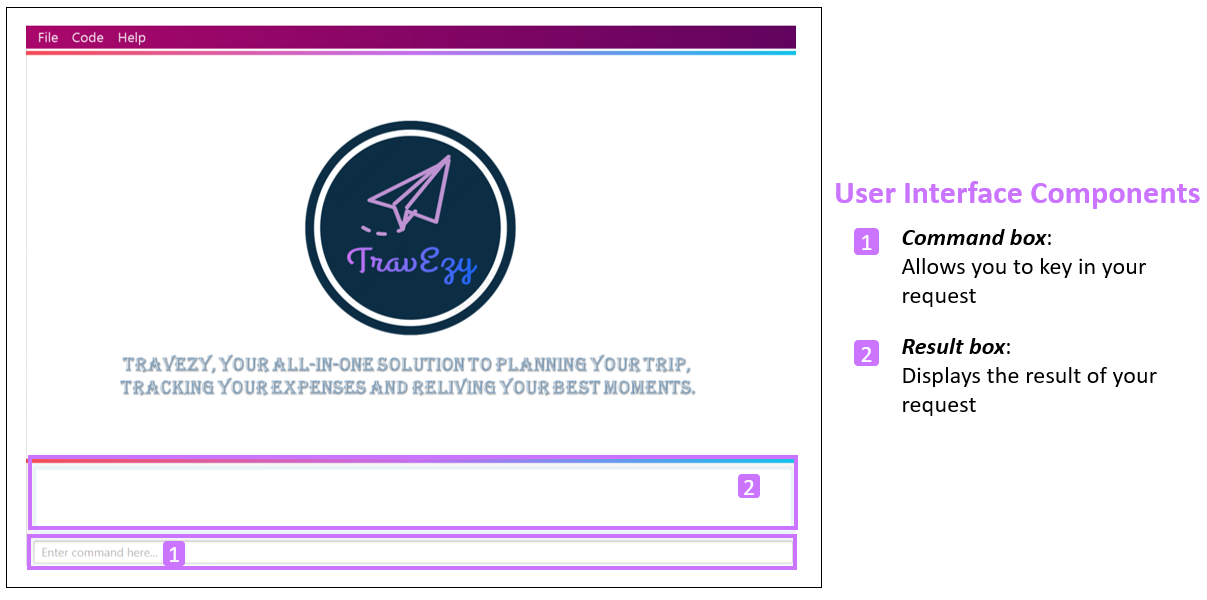 File Code Help
TravEzy
TRAVEZY, YOUR ALL-IN-ONE SOLUTION TO PLANNING YOUR TRIP,
TRACKING YOUR EXPENSES AND RELIVING YOUR BEST MOMENTS.
2
Enter command here... 1
User Interface Components
1 Command box:
Allows you to key in your
request
2 Result box:
Displays the result of your
request